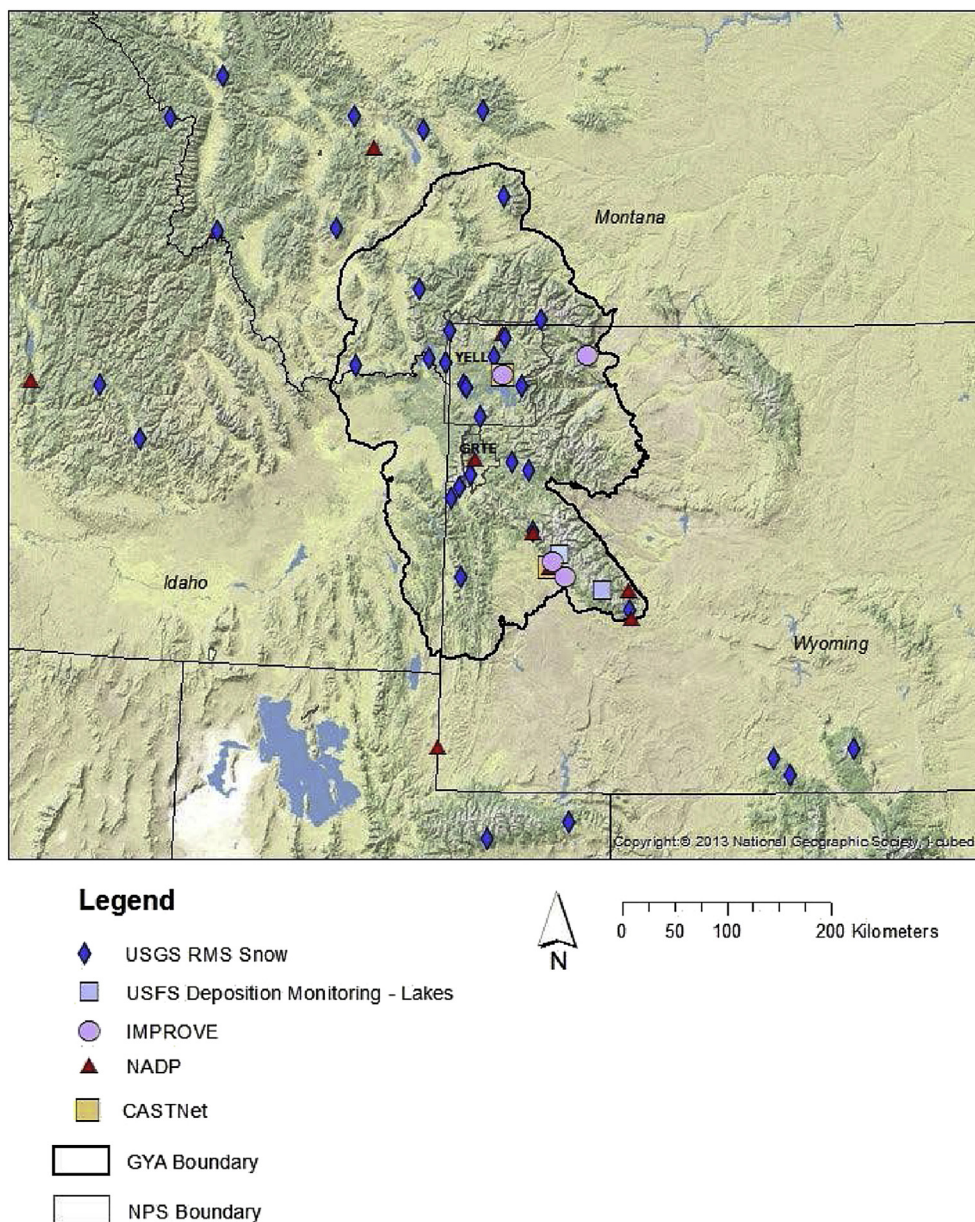 Montana
YELL
GRTE
Idaho
Wyoming
Copyright:© 2013 National Geographic Society, i-cubed
Legend
USGS RMS Snow
USFS Deposition Monitoring - Lakes
IMPROVE
NADP
CASTNet
GYA Boundary
NPS Boundary
N
0 50 100 200 Kilometers